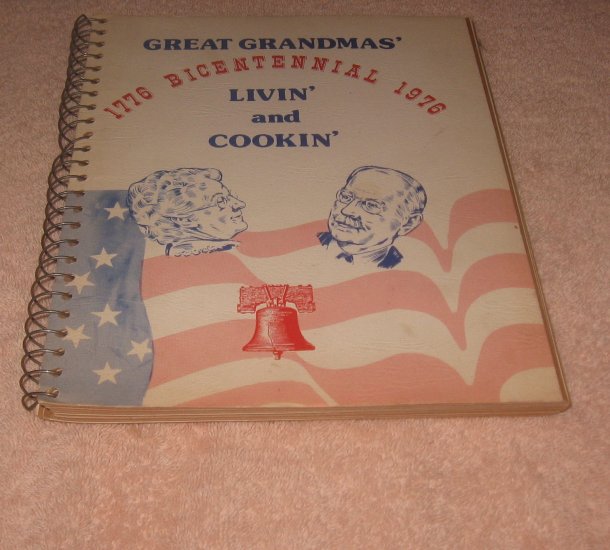 GREAT GRANDMAS'
1776 BICENTENNIAL 1976
LIVIN'
and
COOKIN'